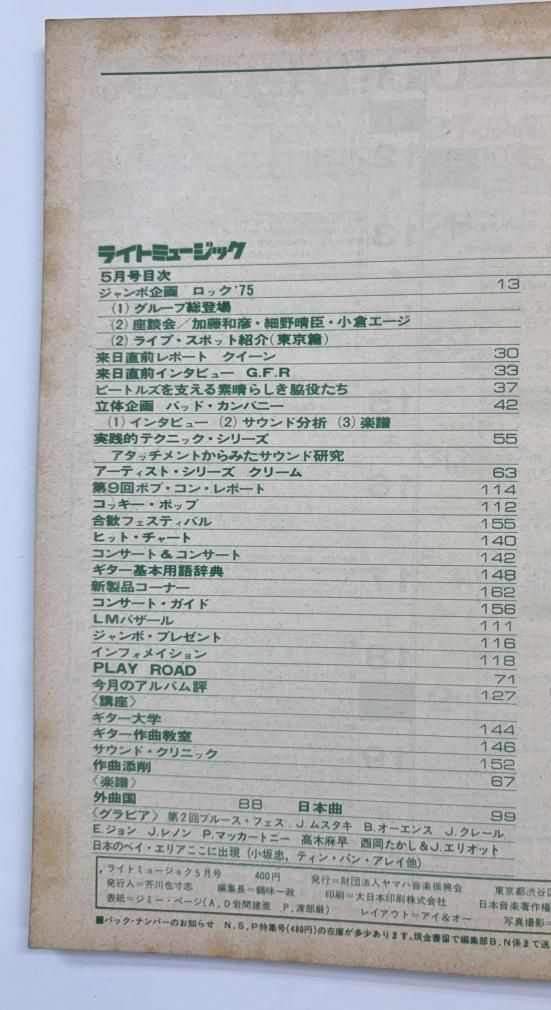 ライトミュージック
5月号目次
ジャンボ企画 ロック'75 13
(1) グループ総登場
(2) 座談会／加藤和彦・細野晴臣・小倉エージ
(2) ライブ・スポット紹介(東京篇)
来日直前レポート クイーン 30
来日直前インタビュー G.F.R 33
ビートルズを支える素晴らしき脇役たち 37
立体企画 バッド・カンパニー 42
(1) インタビュー (2) サウンド分析 (3) 楽譜
実践的テクニック・シリーズ 55
アタッチメントからみたサウンド研究
アーティスト・シリーズ クリーム 63
第9回ポプ・コン・レポート 114
コッキー・ポップ 112
合歓フェスティバル 155
ヒット・チャート 140
コンサート&コンサート 142
ギター基本用語辞典 148
新製品コーナー 162
コンサート・ガイド 156
LMバザール 111
ジャンボ・プレゼント 116
インフォメイション 118
PLAY ROAD 71
今月のアルバム評 127
〈講座〉
ギター大学 144
ギター作曲教室 146
サウンド・クリニック 152
作曲添削 67
〈楽譜〉
外曲国 88 日本曲 99
〈グラビア〉 第2回ブルース・フェス J.ムスタキ B.オーエンス J.クレール
E.ジョン J.レノン P.マッカートニー 高木麻早 西岡たかし&J.エリオット
日本のベイ・エリアここに出現 (小坂忠, ティン・パン・アレイ他)
ライトミュージック5月号 400円 発行=財団法人ヤマハ音楽振興会 東京都渋谷区
発行人=芥川也寸志 編集長=鶴味一政 印刷=大日本印刷株式会社 日本音楽著作権
表紙=ジミー・ページ(A,D岩間建亜 P,渡部厳) レイアウト=アイ&オー 写真撮影=
■バック・ナンバーのお知らせ N,S,P特集号(480円)の在庫が多少あります。現金書留で編集部B,N係まで送